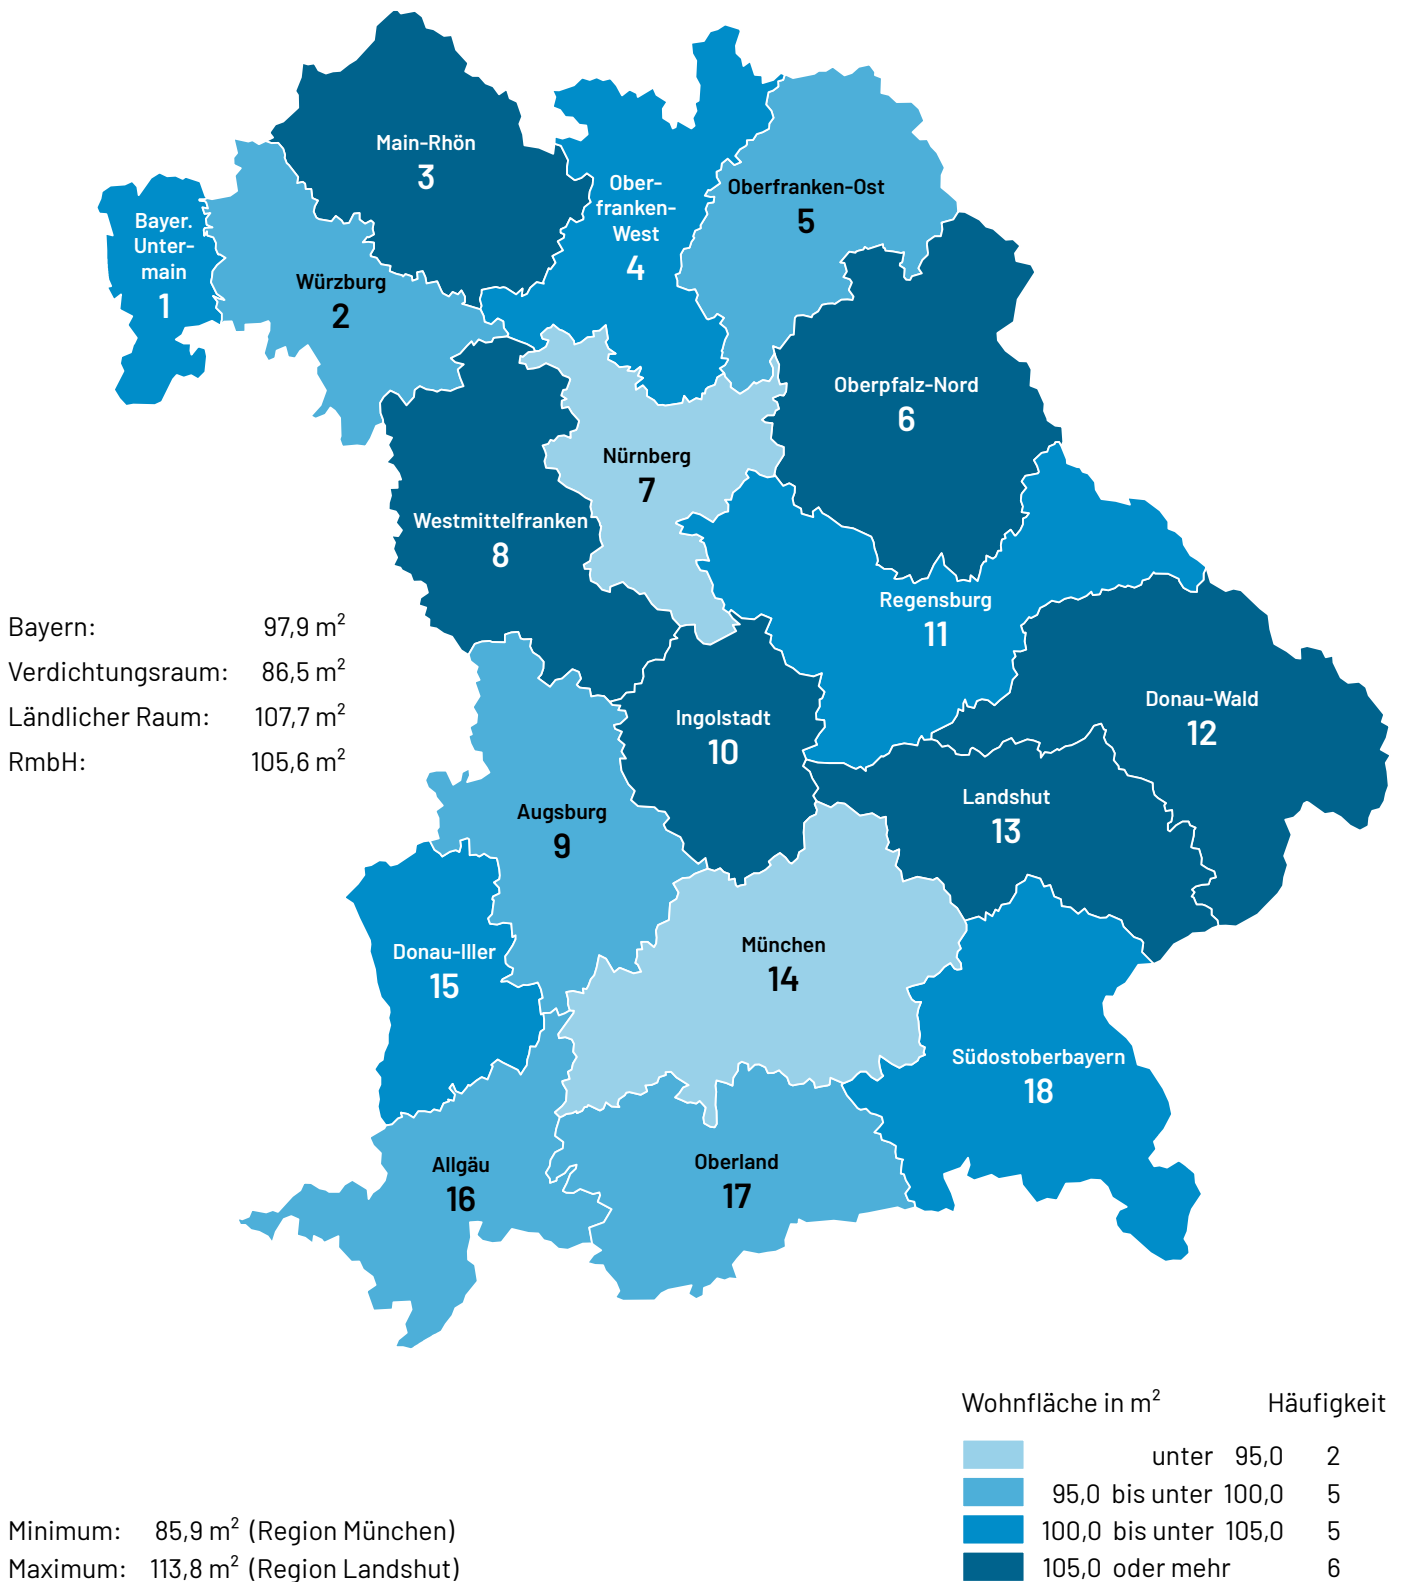 Main-Rhön
3
Ober-
franken-
West
4
Oberfranken-Ost
5
Bayer.
Unter-
main
1
Würzburg
2
Oberpfalz-Nord
6
Nürnberg
7
Westmittelfranken
8
Regensburg
11
Bayern: 97,9 m²
Verdichtungsraum: 86,5 m²
Ländlicher Raum: 107,7 m²
RmbH: 105,6 m²
Donau-Wald
12
Ingolstadt
10
Landshut
13
Augsburg
9
München
14
Donau-Iller
15
Südostoberbayern
18
Allgäu
16
Oberland
17
Wohnfläche in m² Häufigkeit
unter 95,0 2
95,0 bis unter 100,0 5
100,0 bis unter 105,0 5
105,0 oder mehr 6
Minimum: 85,9 m² (Region München)
Maximum: 113,8 m² (Region Landshut)